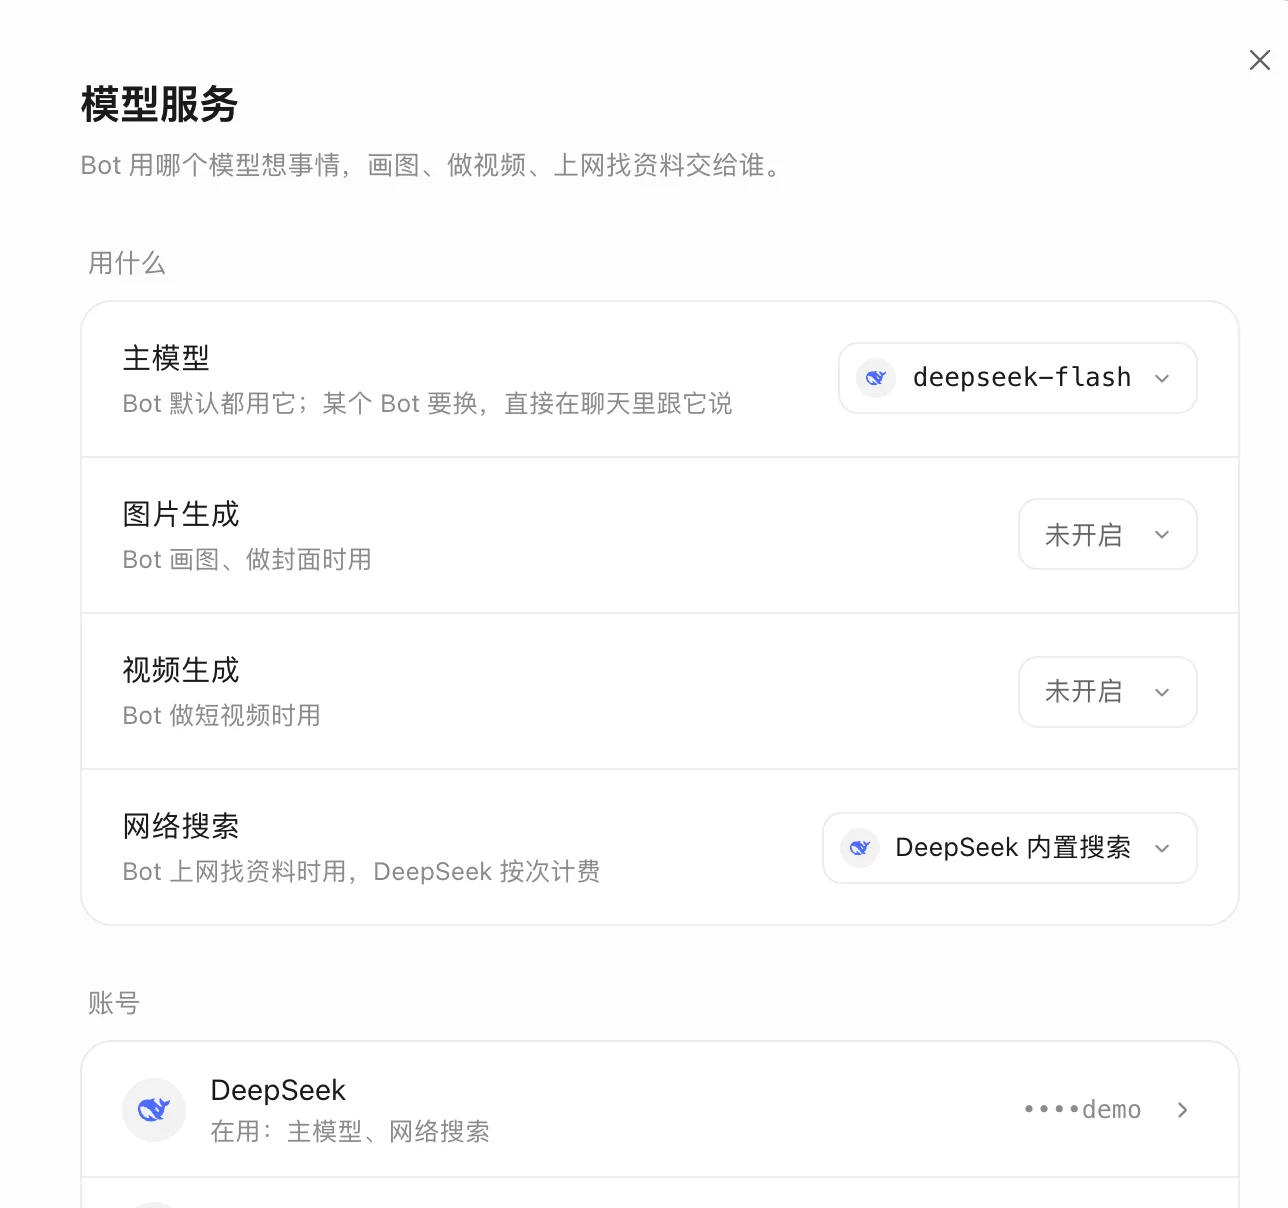 模型服务
Bot 用哪个模型想事情，画图、做视频、上网找资料交给谁。
用什么
主模型
Bot 默认都用它；某个 Bot 要换，直接在聊天里跟它说
deepseek-flash
图片生成
Bot 画图、做封面时用
未开启
视频生成
Bot 做短视频时用
未开启
网络搜索
Bot 上网找资料时用，DeepSeek 按次计费
DeepSeek 内置搜索
账号
DeepSeek
在用：主模型、网络搜索
••••demo